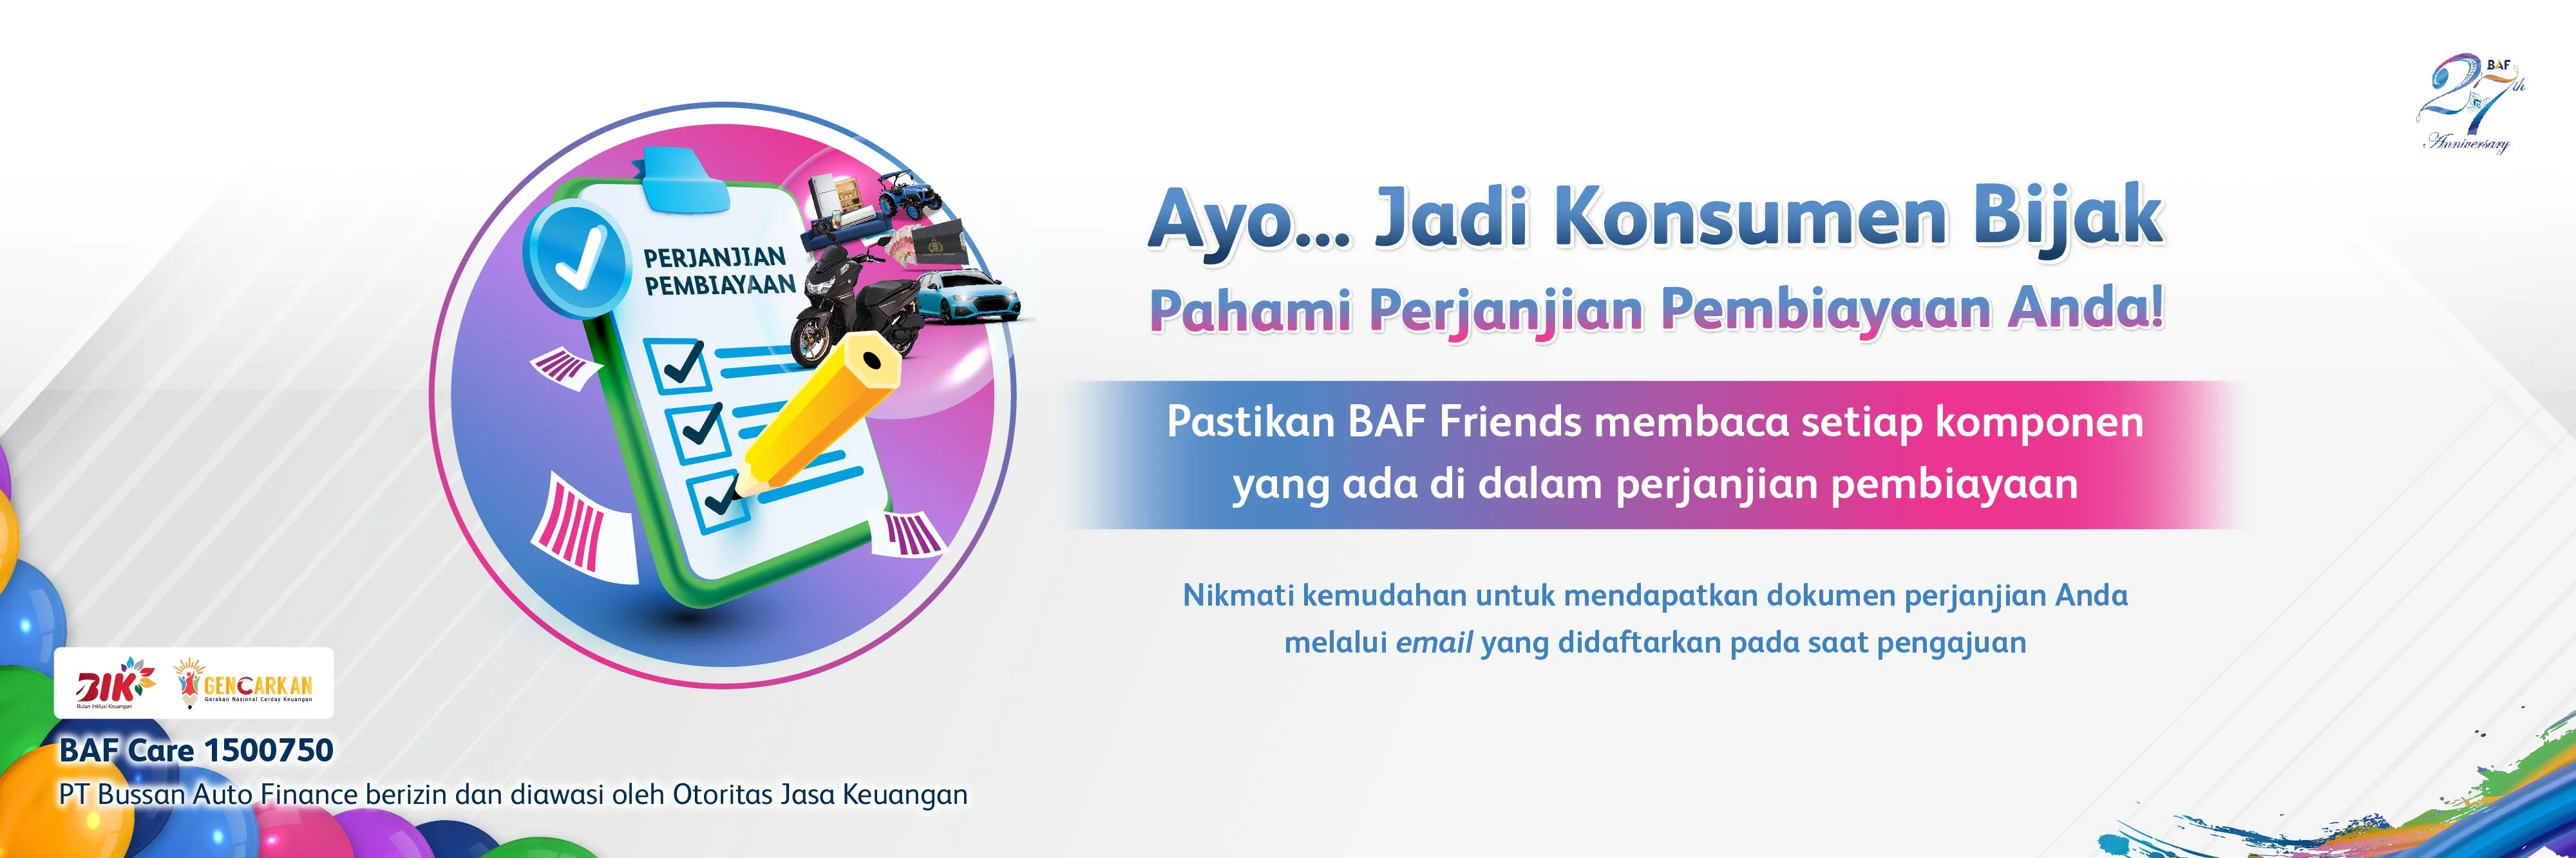 BAF
27th
Anniversary
PERJANJIAN
PEMBIAYAAN
Ayo... Jadi Konsumen Bijak
Pahami Perjanjian Pembiayaan Anda!
Pastikan BAF Friends membaca setiap komponen
yang ada di dalam perjanjian pembiayaan
Nikmati kemudahan untuk mendapatkan dokumen perjanjian Anda
melalui email yang didaftarkan pada saat pengajuan
BIK
Bulan Inklusi Keuangan
GENCARKAN
Gerakan Nasional Cerdas Keuangan
BAF Care 1500750
PT Bussan Auto Finance berizin dan diawasi oleh Otoritas Jasa Keuangan